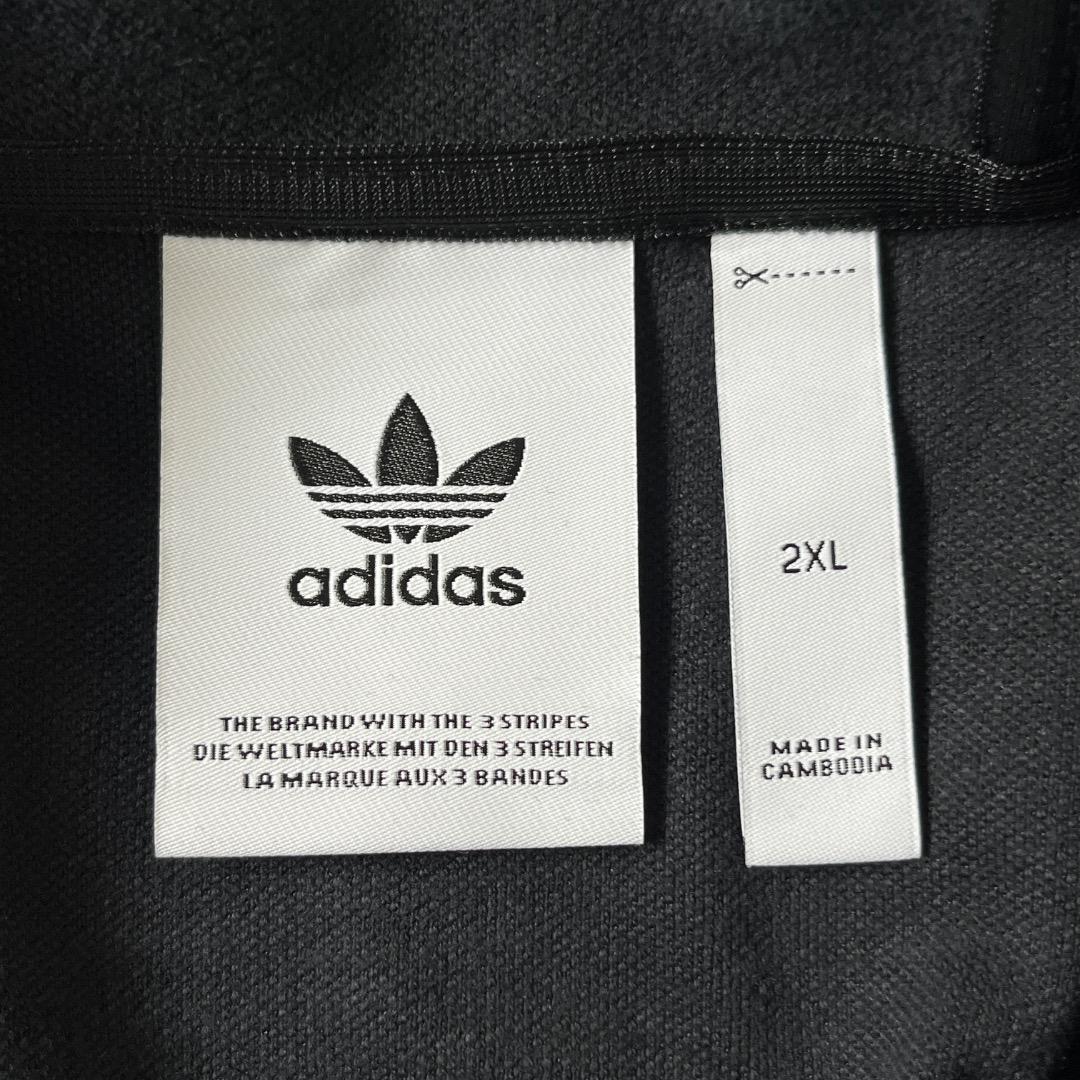 adidas
THE BRAND WITH THE 3 STRIPES
DIE WELTMARKE MIT DEN 3 STREIFEN
LA MARQUE AUX 3 BANDES
2XL
MADE IN
CAMBODIA